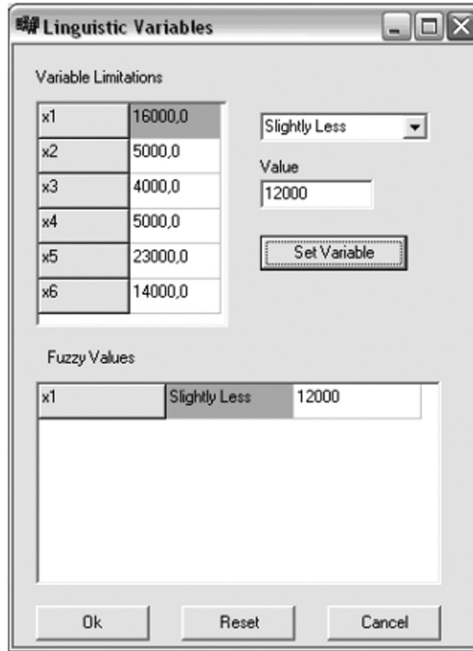 Linguistic Variables
Variable Limitations
x1 16000,0
x2 5000,0
x3 4000,0
x4 5000,0
x5 23000,0
x6 14000,0
Slightly Less
Value
12000
Set Variable
Fuzzy Values
x1 Slightly Less 12000
Ok Reset Cancel